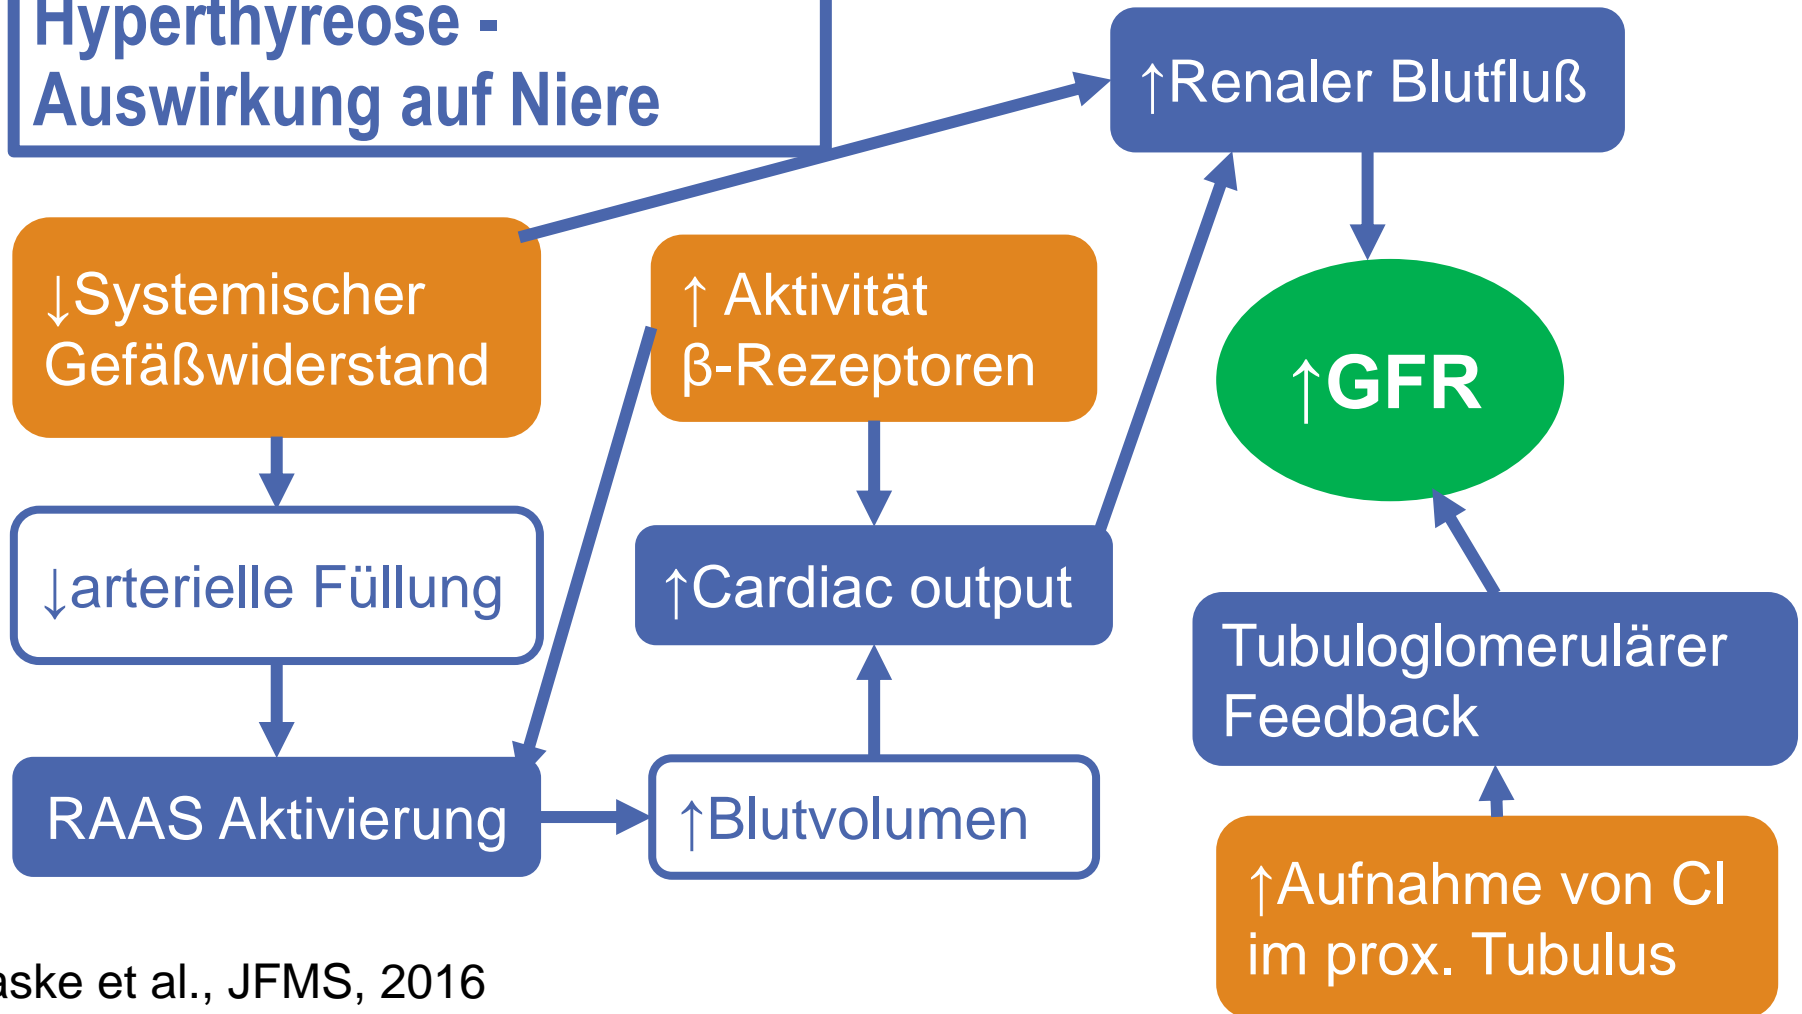 Hyperthyreose -
Auswirkung auf Niere
↑Renaler Blutfluß
↓Systemischer
Gefäßwiderstand
↑ Aktivität
β-Rezeptoren
↑GFR
↓arterielle Füllung
↑Cardiac output
Tubuloglomerulärer
Feedback
RAAS Aktivierung
↑Blutvolumen
↑Aufnahme von Cl
im prox. Tubulus
et al., JFMS, 2016